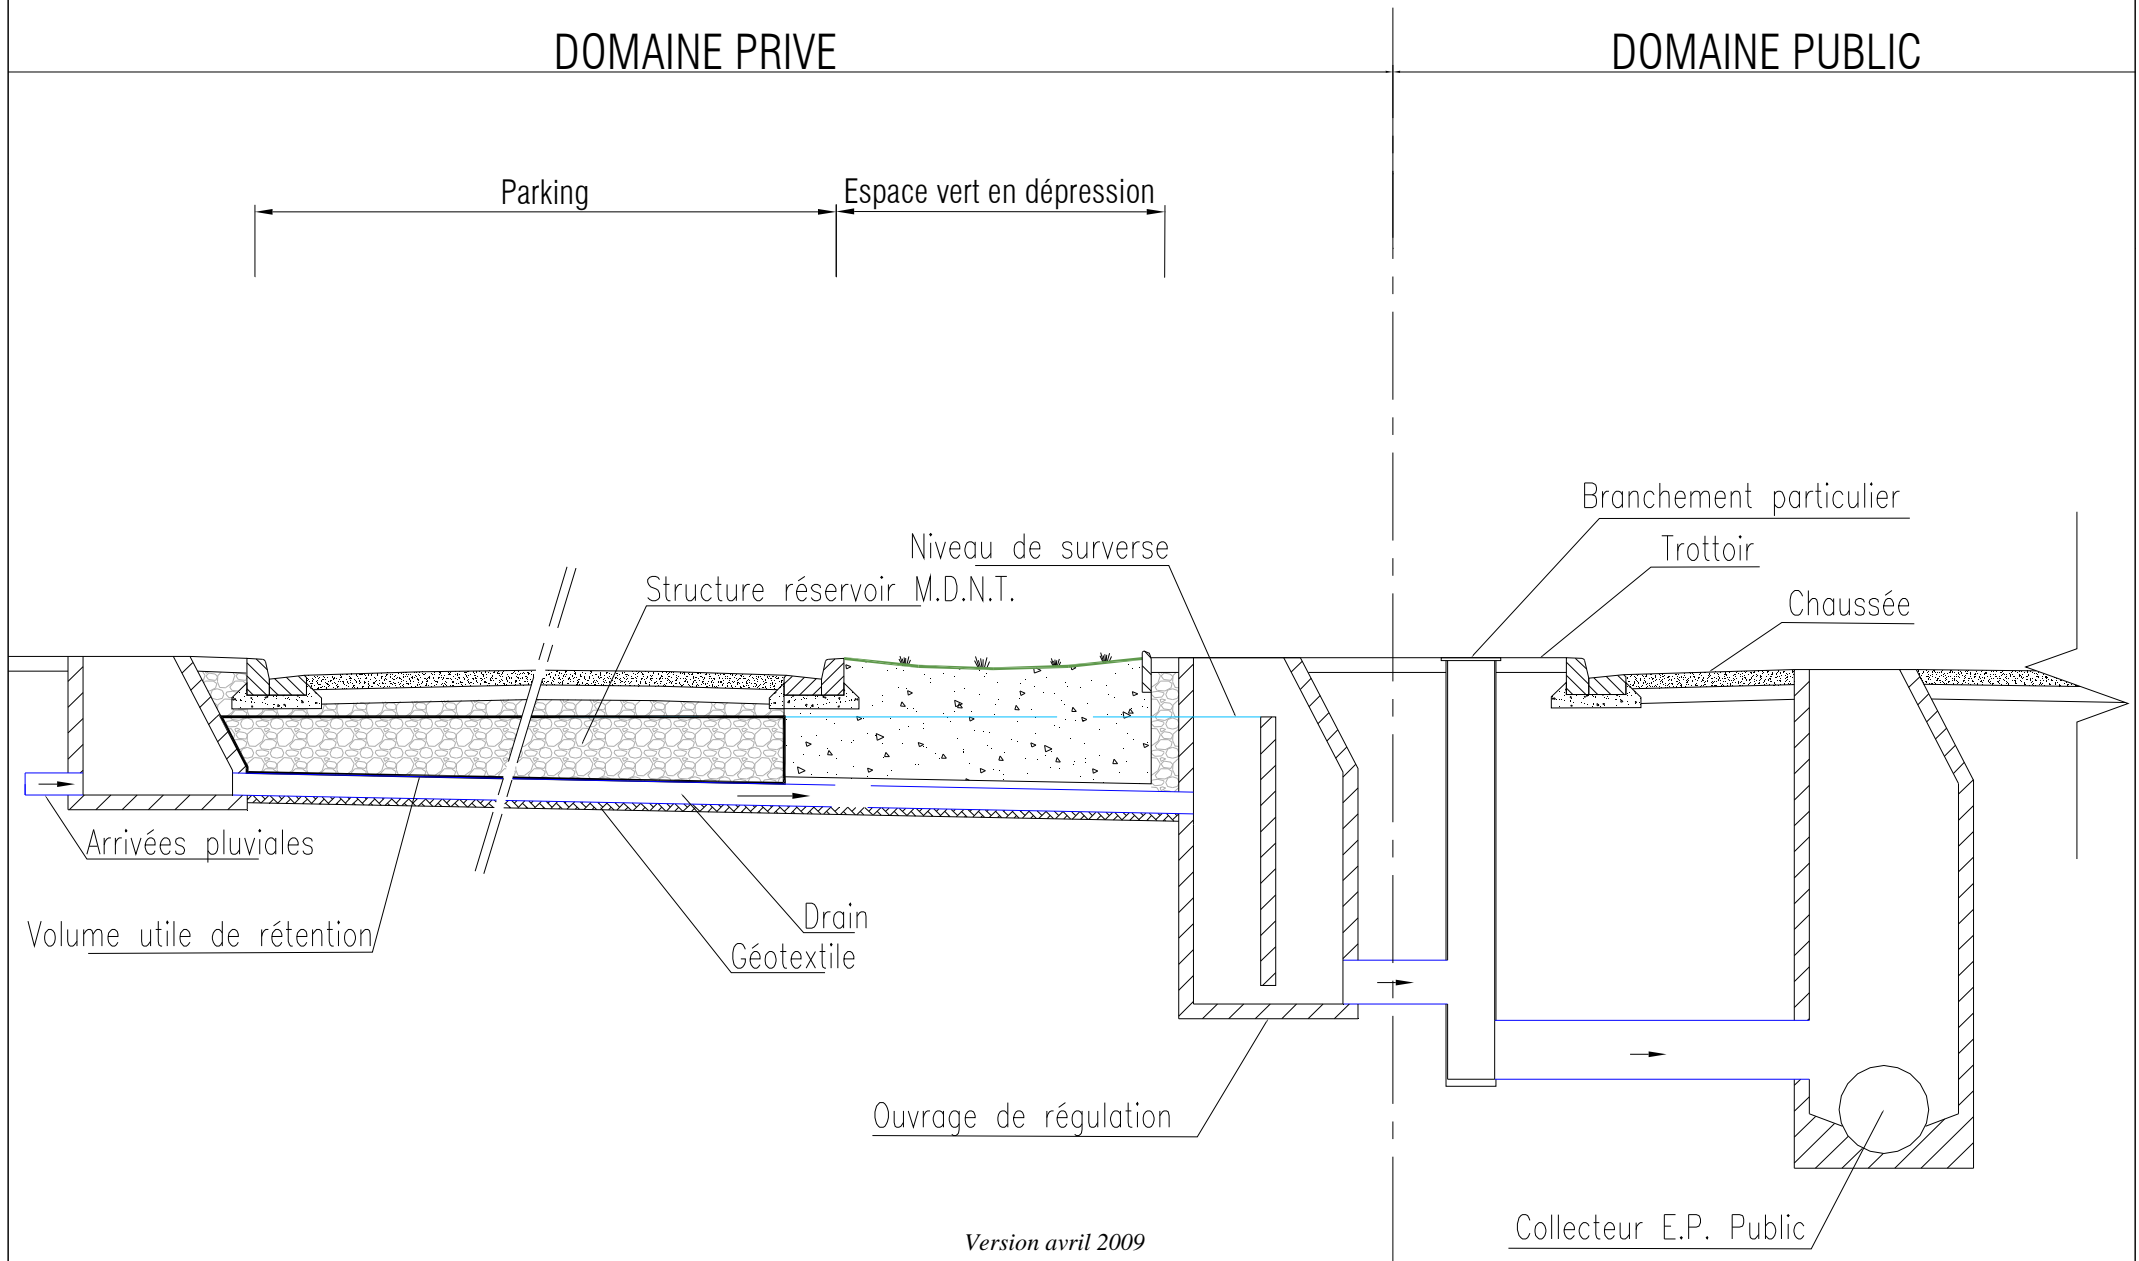 DOMAINE PRIVE
DOMAINE PUBLIC
Parking
Espace vert en dépression
Branchement particulier
Niveau de surverse
Trottoir
Structure réservoir M.D.N.T.
Chaussée
Arrivées pluviales
Drain
Volume utile de rétention
Géotextile
Ouvrage de régulation
Collecteur E.P. Public
Version avril 2009